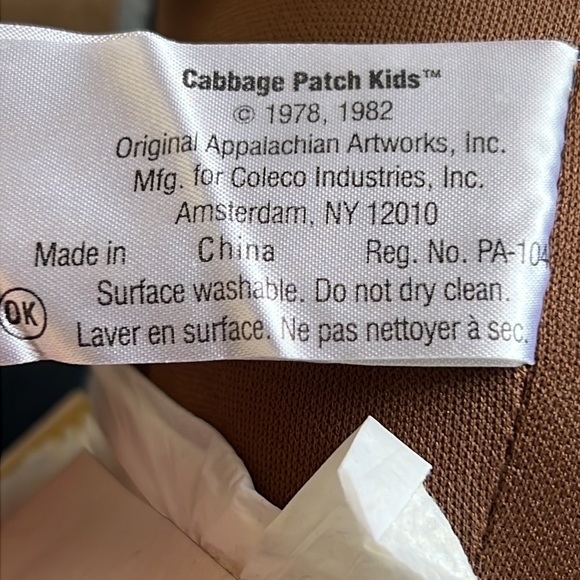 Cabbage Patch Kids™
© 1978, 1982
Original Appalachian Artworks, Inc.
Mfg. for Coleco Industries, Inc.
Amsterdam, NY 12010
Made in China Reg. No. PA-104
Surface washable. Do not dry clean.
OK
Laver en surface. Ne pas nettoyer à sec.